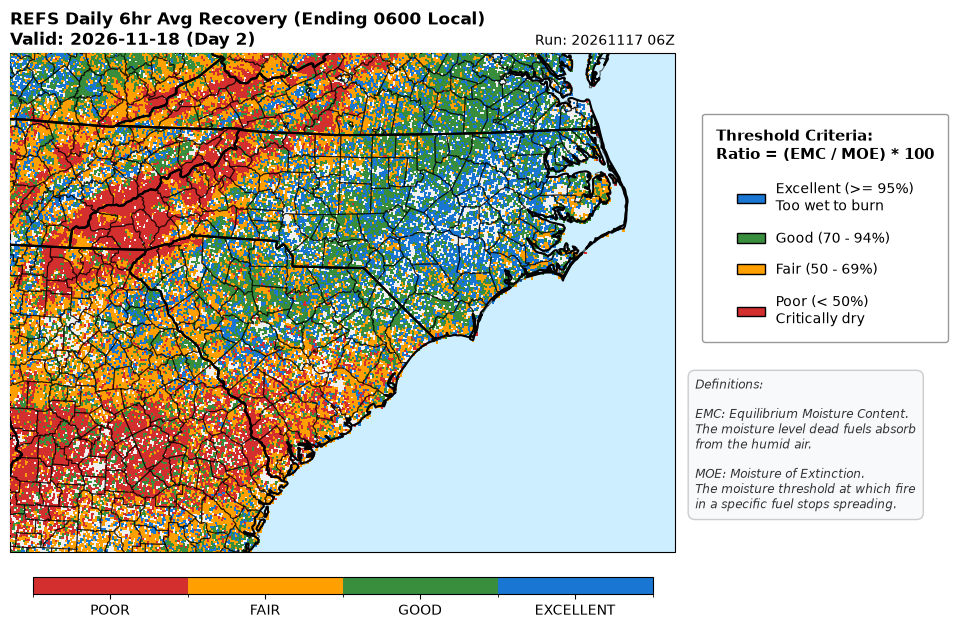 REFS Daily 6hr Avg Recovery (Ending 0600 Local)
Valid: 2026-11-18 (Day 2)
Run: 20261117 06Z
Threshold Criteria:
Ratio = (EMC / MOE) * 100
Excellent (>= 95%)
Too wet to burn
Good (70 - 94%)
Fair (50 - 69%)
Poor (< 50%)
Critically dry
Definitions:
EMC: Equilibrium Moisture Content.
The moisture level dead fuels absorb
from the humid air.
MOE: Moisture of Extinction.
The moisture threshold at which fire
in a specific fuel stops spreading.
POOR
FAIR
GOOD
EXCELLENT